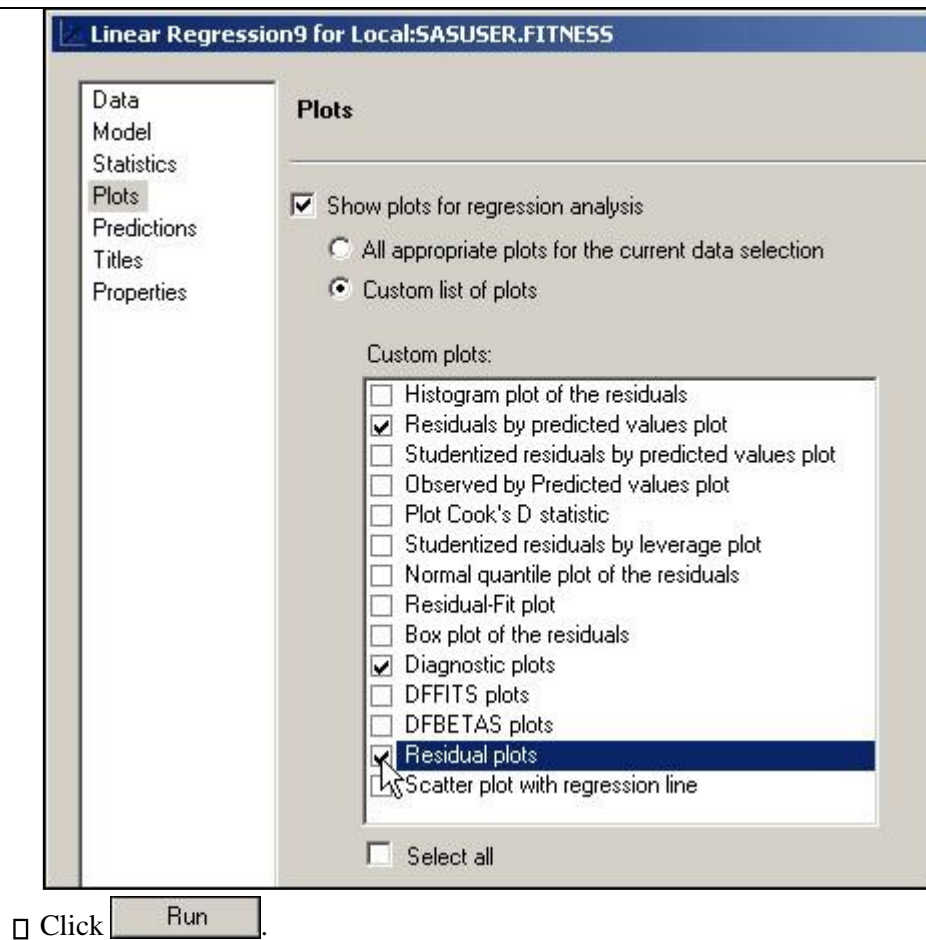 Linear Regression9 for Local:SASUSER.FITNESS
Data
Model
Statistics
Plots
Predictions
Titles
Properties
Plots
Show plots for regression analysis
All appropriate plots for the current data selection
Custom list of plots
Custom plots:
Histogram plot of the residuals
Residuals by predicted values plot
Studentized residuals by predicted values plot
Observed by Predicted values plot
Plot Cook's D statistic
Studentized residuals by leverage plot
Normal quantile plot of the residuals
Residual-Fit plot
Box plot of the residuals
Diagnostic plots
DFFITS plots
DFBETAS plots
Residual plots
Scatter plot with regression line
Select all
Click Run .